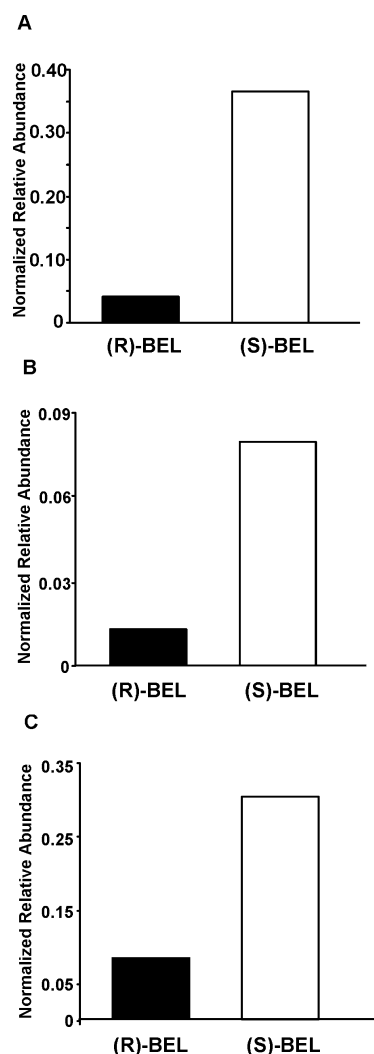 A
Normalized Relative Abundance
0.40
0.30
0.20
0.10
0
(R)-BEL (S)-BEL
B
Normalized Relative Abundance
0.09
0.06
0.03
0
(R)-BEL (S)-BEL
C
Normalized Relative Abundance
0.35
0.25
0.15
0.05
0
(R)-BEL (S)-BEL